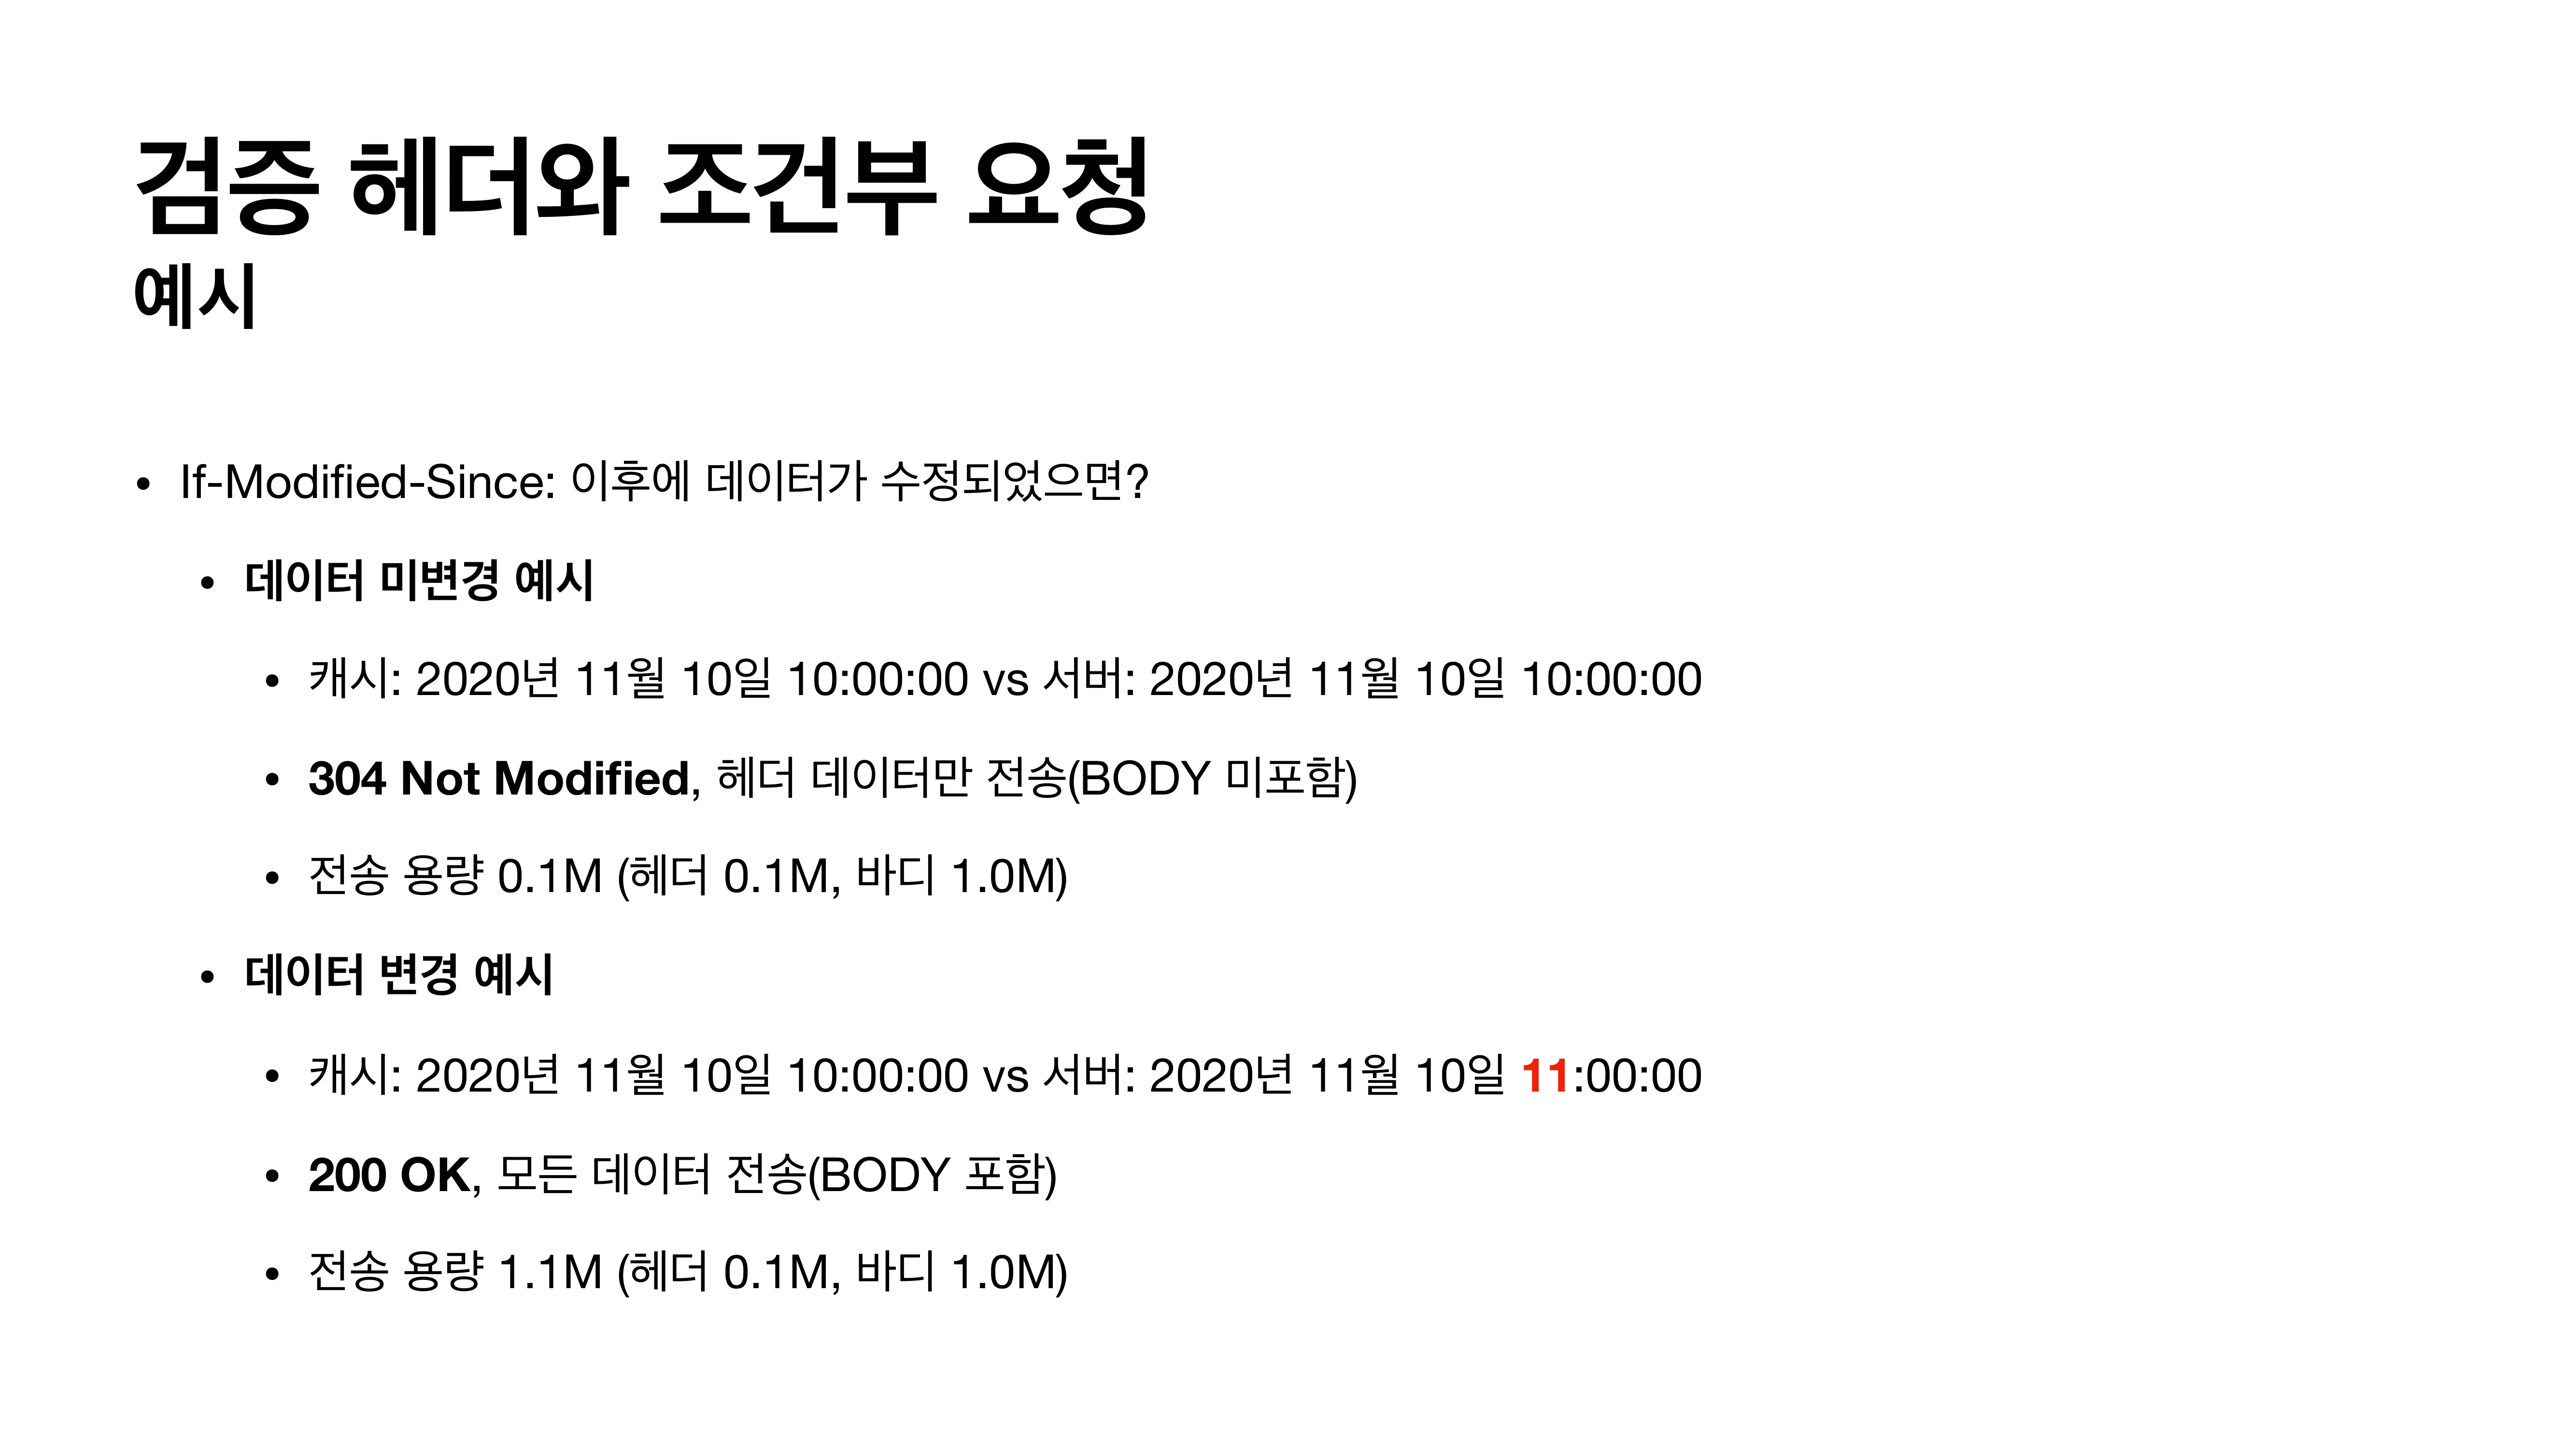 검증 헤더와 조건부 요청
예시
• If-Modified-Since: 이후에 데이터가 수정되었으면?
• 데이터 미변경 예시
• 캐시: 2020년 11월 10일 10:00:00 vs 서버: 2020년 11월 10일 10:00:00
• 304 Not Modified, 헤더 데이터만 전송(BODY 미포함)
• 전송 용량 0.1M (헤더 0.1M, 바디 1.0M)
• 데이터 변경 예시
• 캐시: 2020년 11월 10일 10:00:00 vs 서버: 2020년 11월 10일 11:00:00
• 200 OK, 모든 데이터 전송(BODY 포함)
• 전송 용량 1.1M (헤더 0.1M, 바디 1.0M)